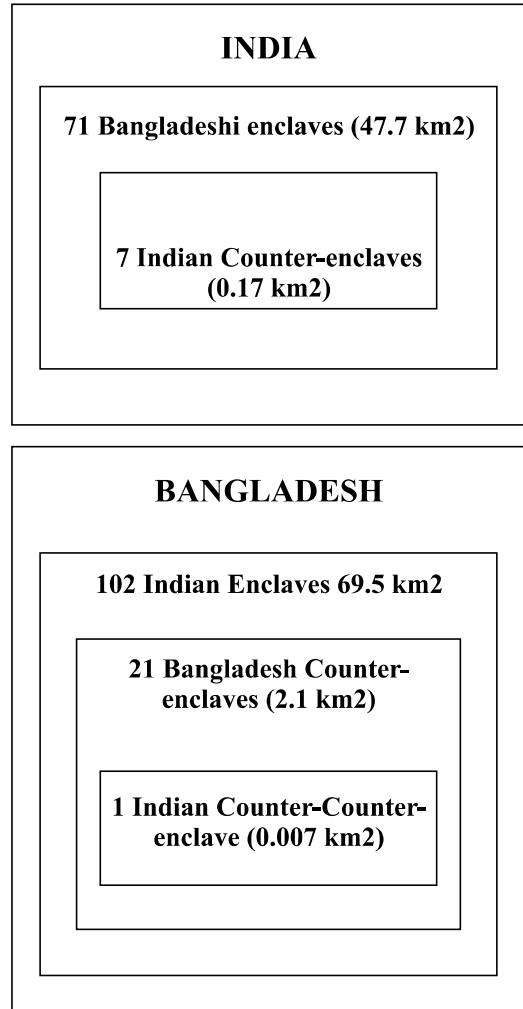 INDIA
71 Bangladeshi enclaves (47.7 km2)
7 Indian Counter-enclaves
(0.17 km2)
BANGLADESH
102 Indian Enclaves 69.5 km2
21 Bangladesh Counter-
enclaves (2.1 km2)
1 Indian Counter-Counter-
enclave (0.007 km2)